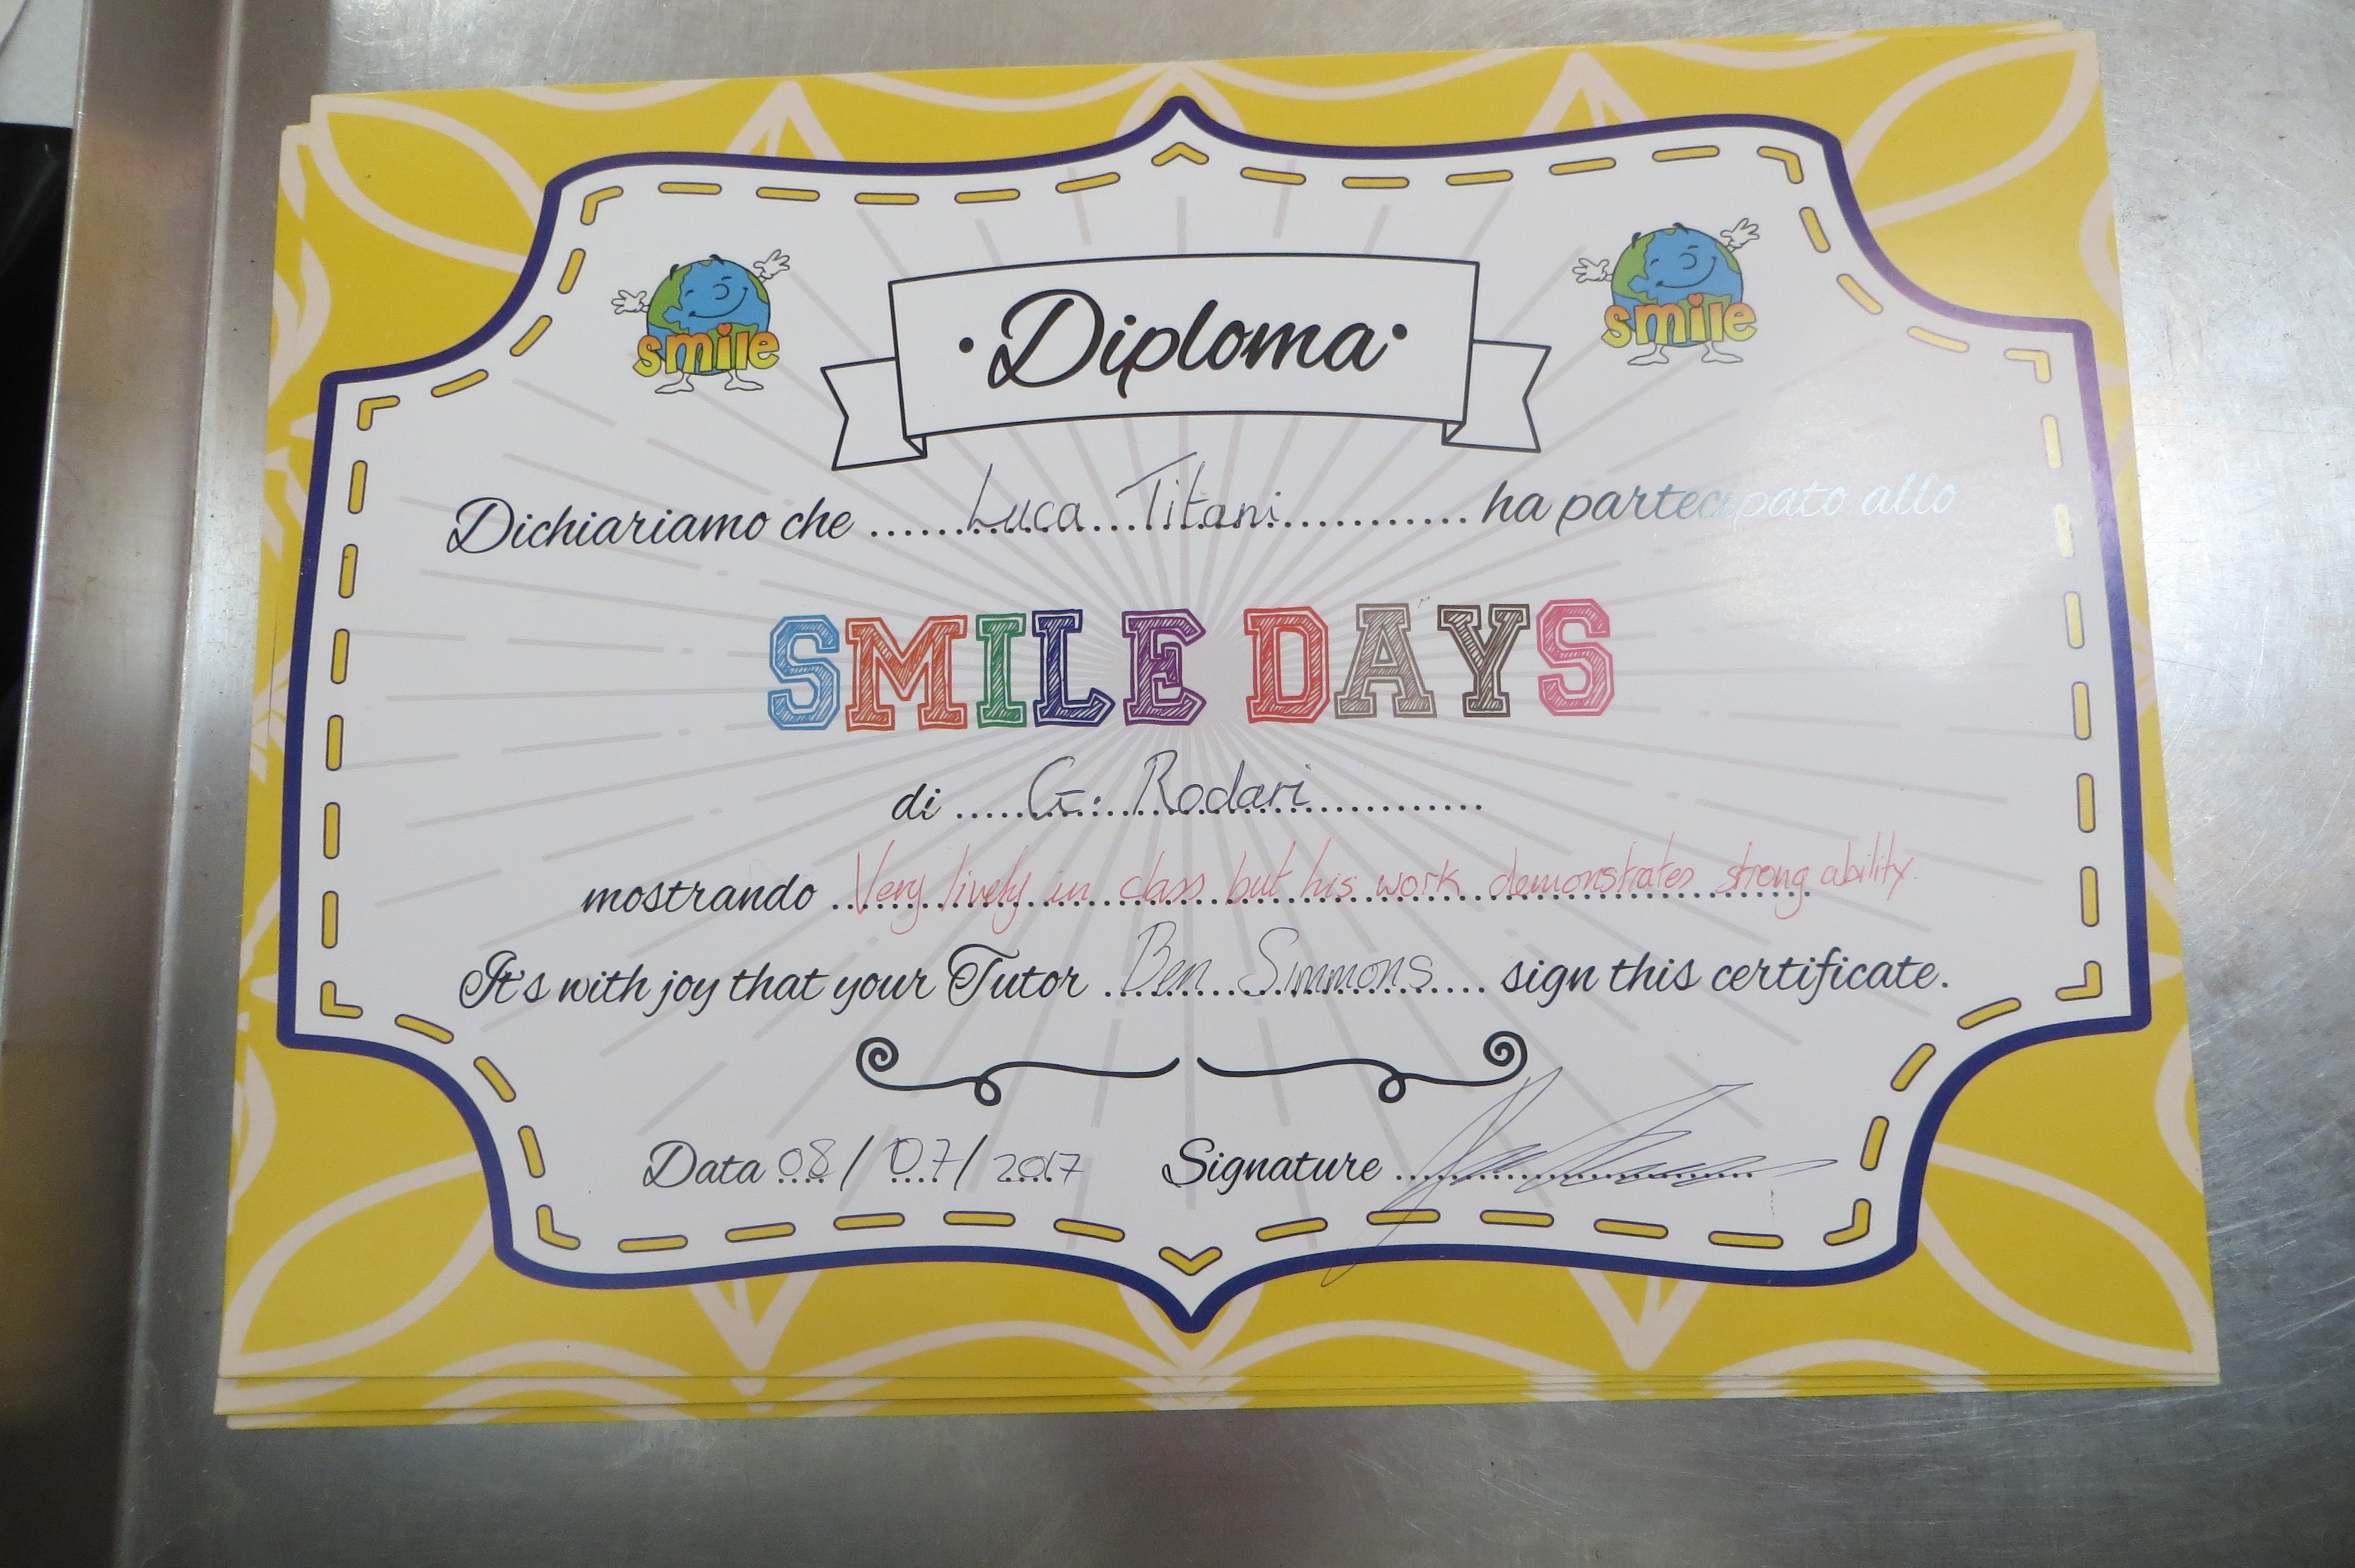 smile
smile
·Diploma·
Dichiariamo che ......Luca Titani............ ha partecipato allo
SMILE DAYS
di .....G. Rodari............
mostrando Very lively in class but his work demonstrates strong ability.
It's with joy that your Tutor Ben Simmons sign this certificate.
Data 08/07/2017 Signature